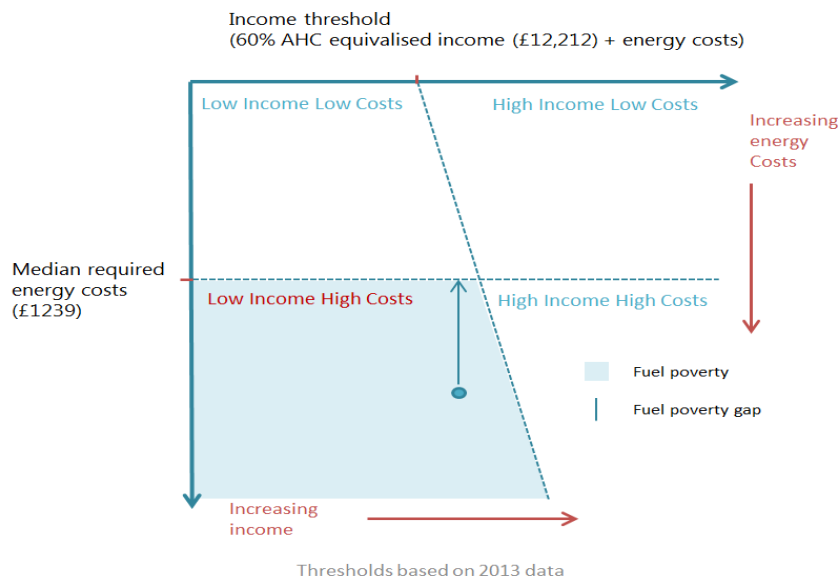 Income threshold
(60% AHC equivalised income (£12,212) + energy costs)
Low Income Low Costs
High Income Low Costs
Increasing
energy
Costs
Median required
energy costs
(£1239)
Low Income High Costs
High Income High Costs
Fuel poverty
Fuel poverty gap
Increasing
income
Thresholds based on 2013 data